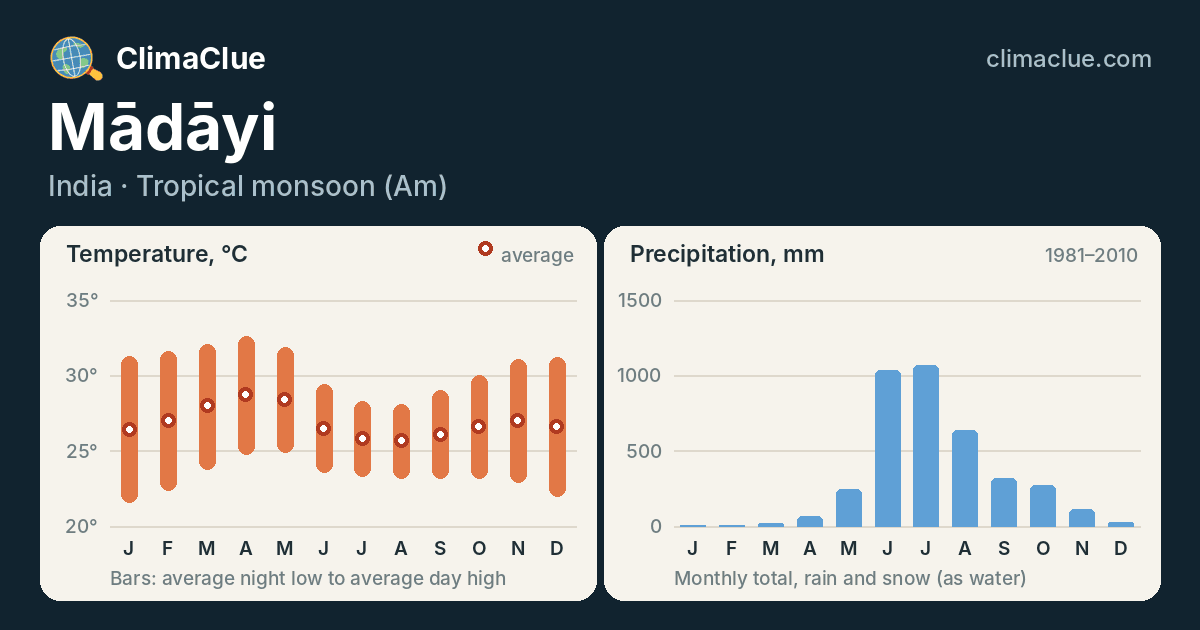 ClimaClue
climaclue.com
Mādāyi
India · Tropical monsoon (Am)
Temperature, °C
average
35°
30°
25°
20°
J F M A M J J A S O N D
Bars: average night low to average day high
Precipitation, mm
1981–2010
1500
1000
500
0
J F M A M J J A S O N D
Monthly total, rain and snow (as water)